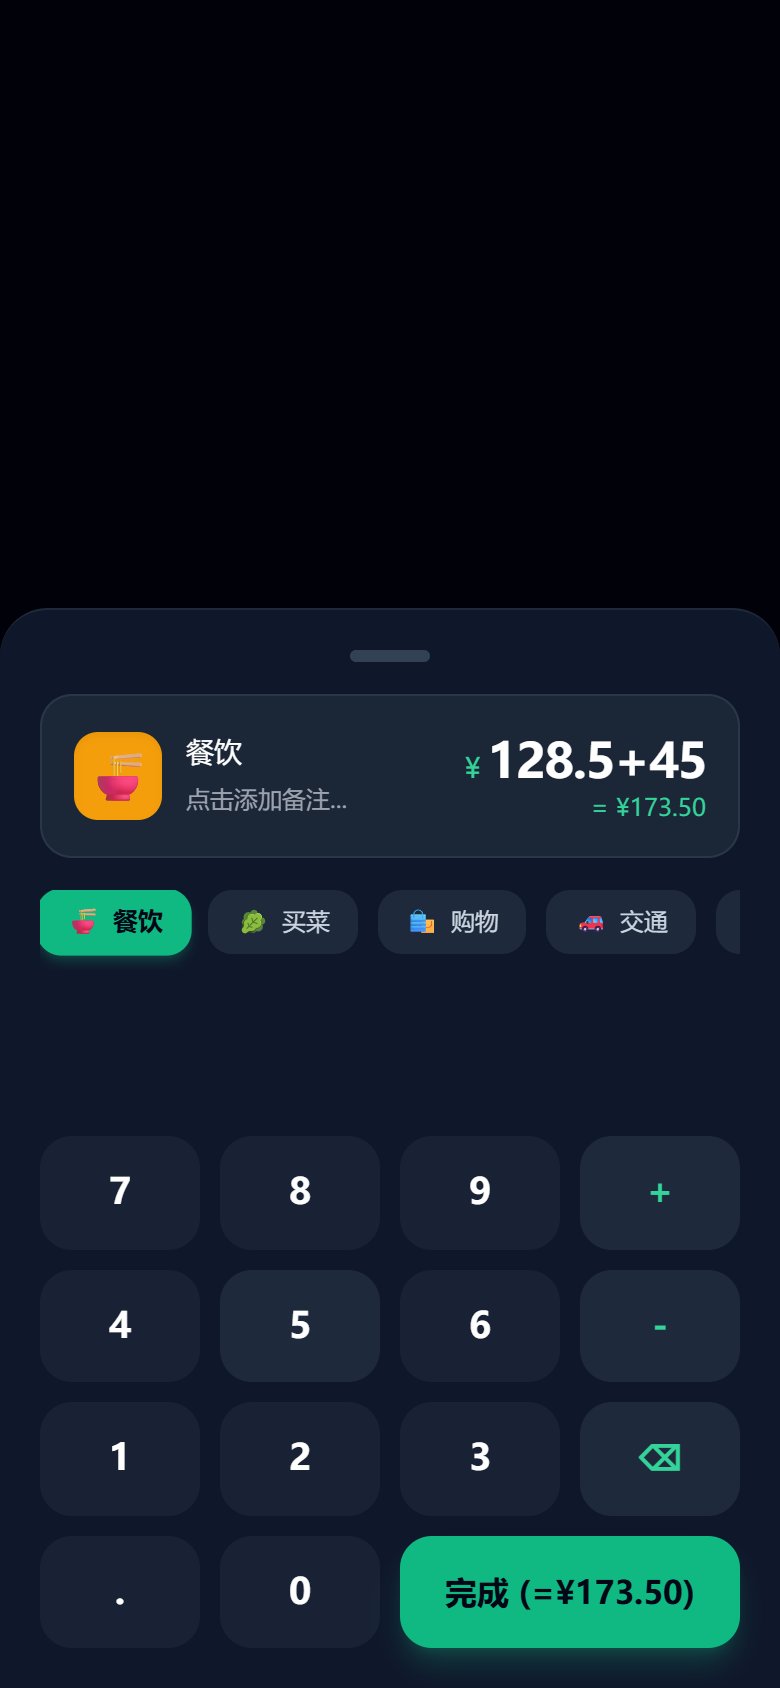 餐饮
点击添加备注...
¥ 128.5+45
= ¥173.50
餐饮 买菜 购物 交通
7 8 9 +
4 5 6 -
1 2 3 ⌫
. 0 完成 (=¥173.50)